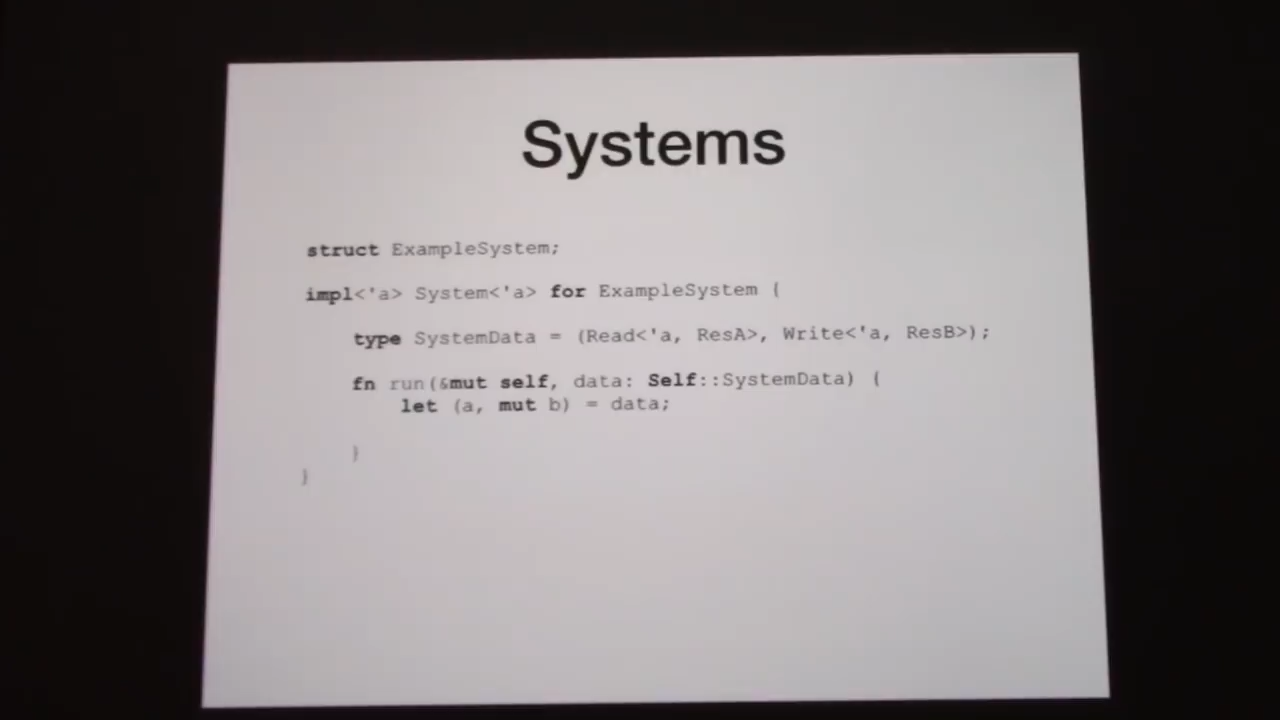 Systems
struct ExampleSystem;
impl<'a> System<'a> for ExampleSystem {
type SystemData = (Read<'a, ResA>, Write<'a, ResB>);
fn run(&mut self, data: Self::SystemData) {
let (a, mut b) = data;
}
}